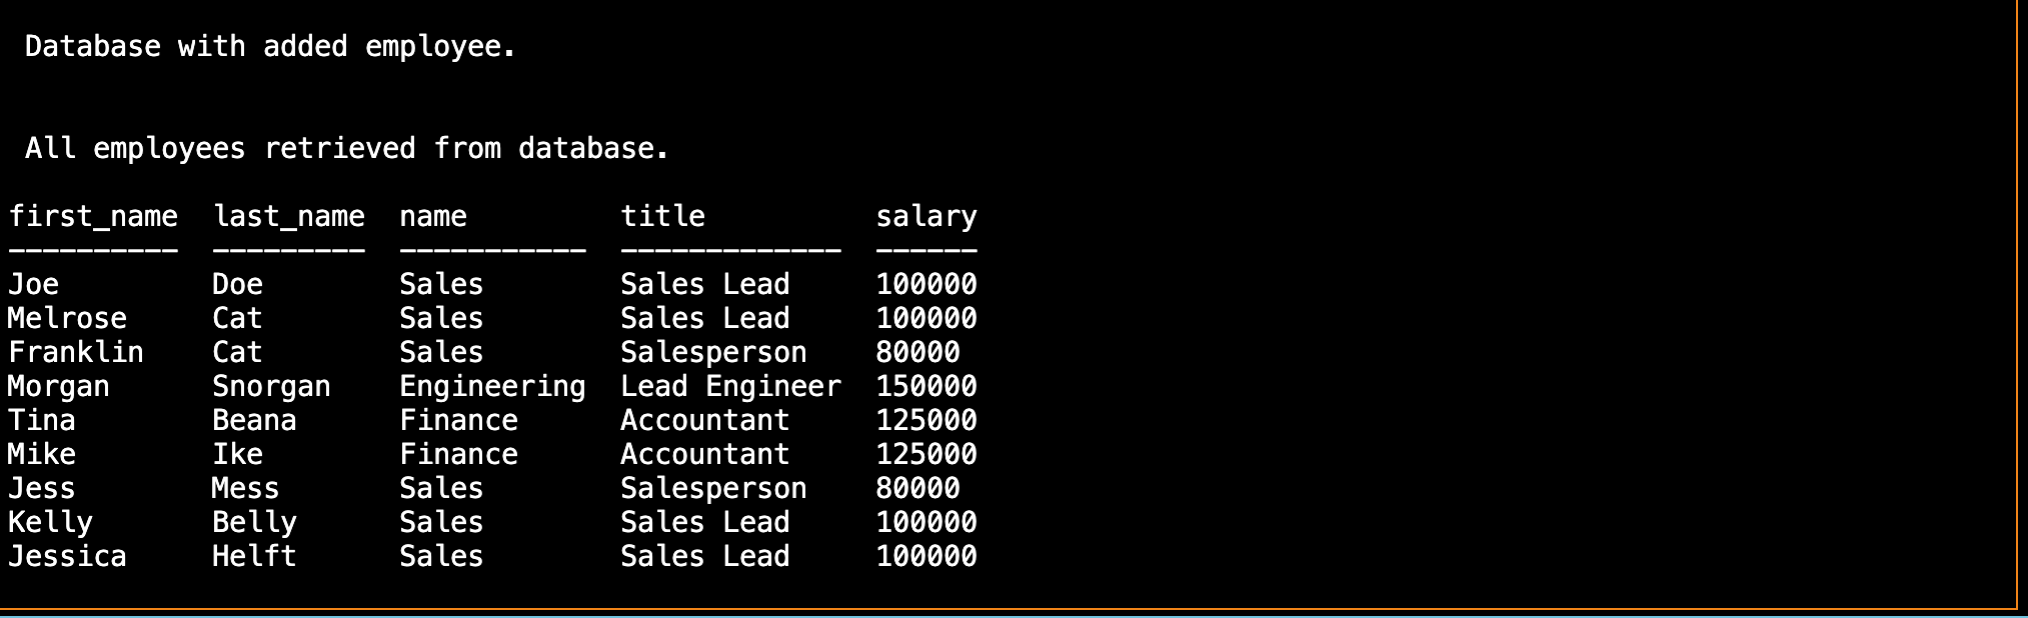 Database with added employee.
All employees retrieved from database.
first_name  last_name  name         title          salary
----------  ---------  -----------  -------------  ------
Joe         Doe        Sales        Sales Lead     100000
Melrose     Cat        Sales        Sales Lead     100000
Franklin    Cat        Sales        Salesperson    80000
Morgan      Snorgan    Engineering  Lead Engineer  150000
Tina        Beana      Finance      Accountant     125000
Mike        Ike        Finance      Accountant     125000
Jess        Mess       Sales        Salesperson    80000
Kelly       Belly      Sales        Sales Lead     100000
Jessica     Helft      Sales        Sales Lead     100000